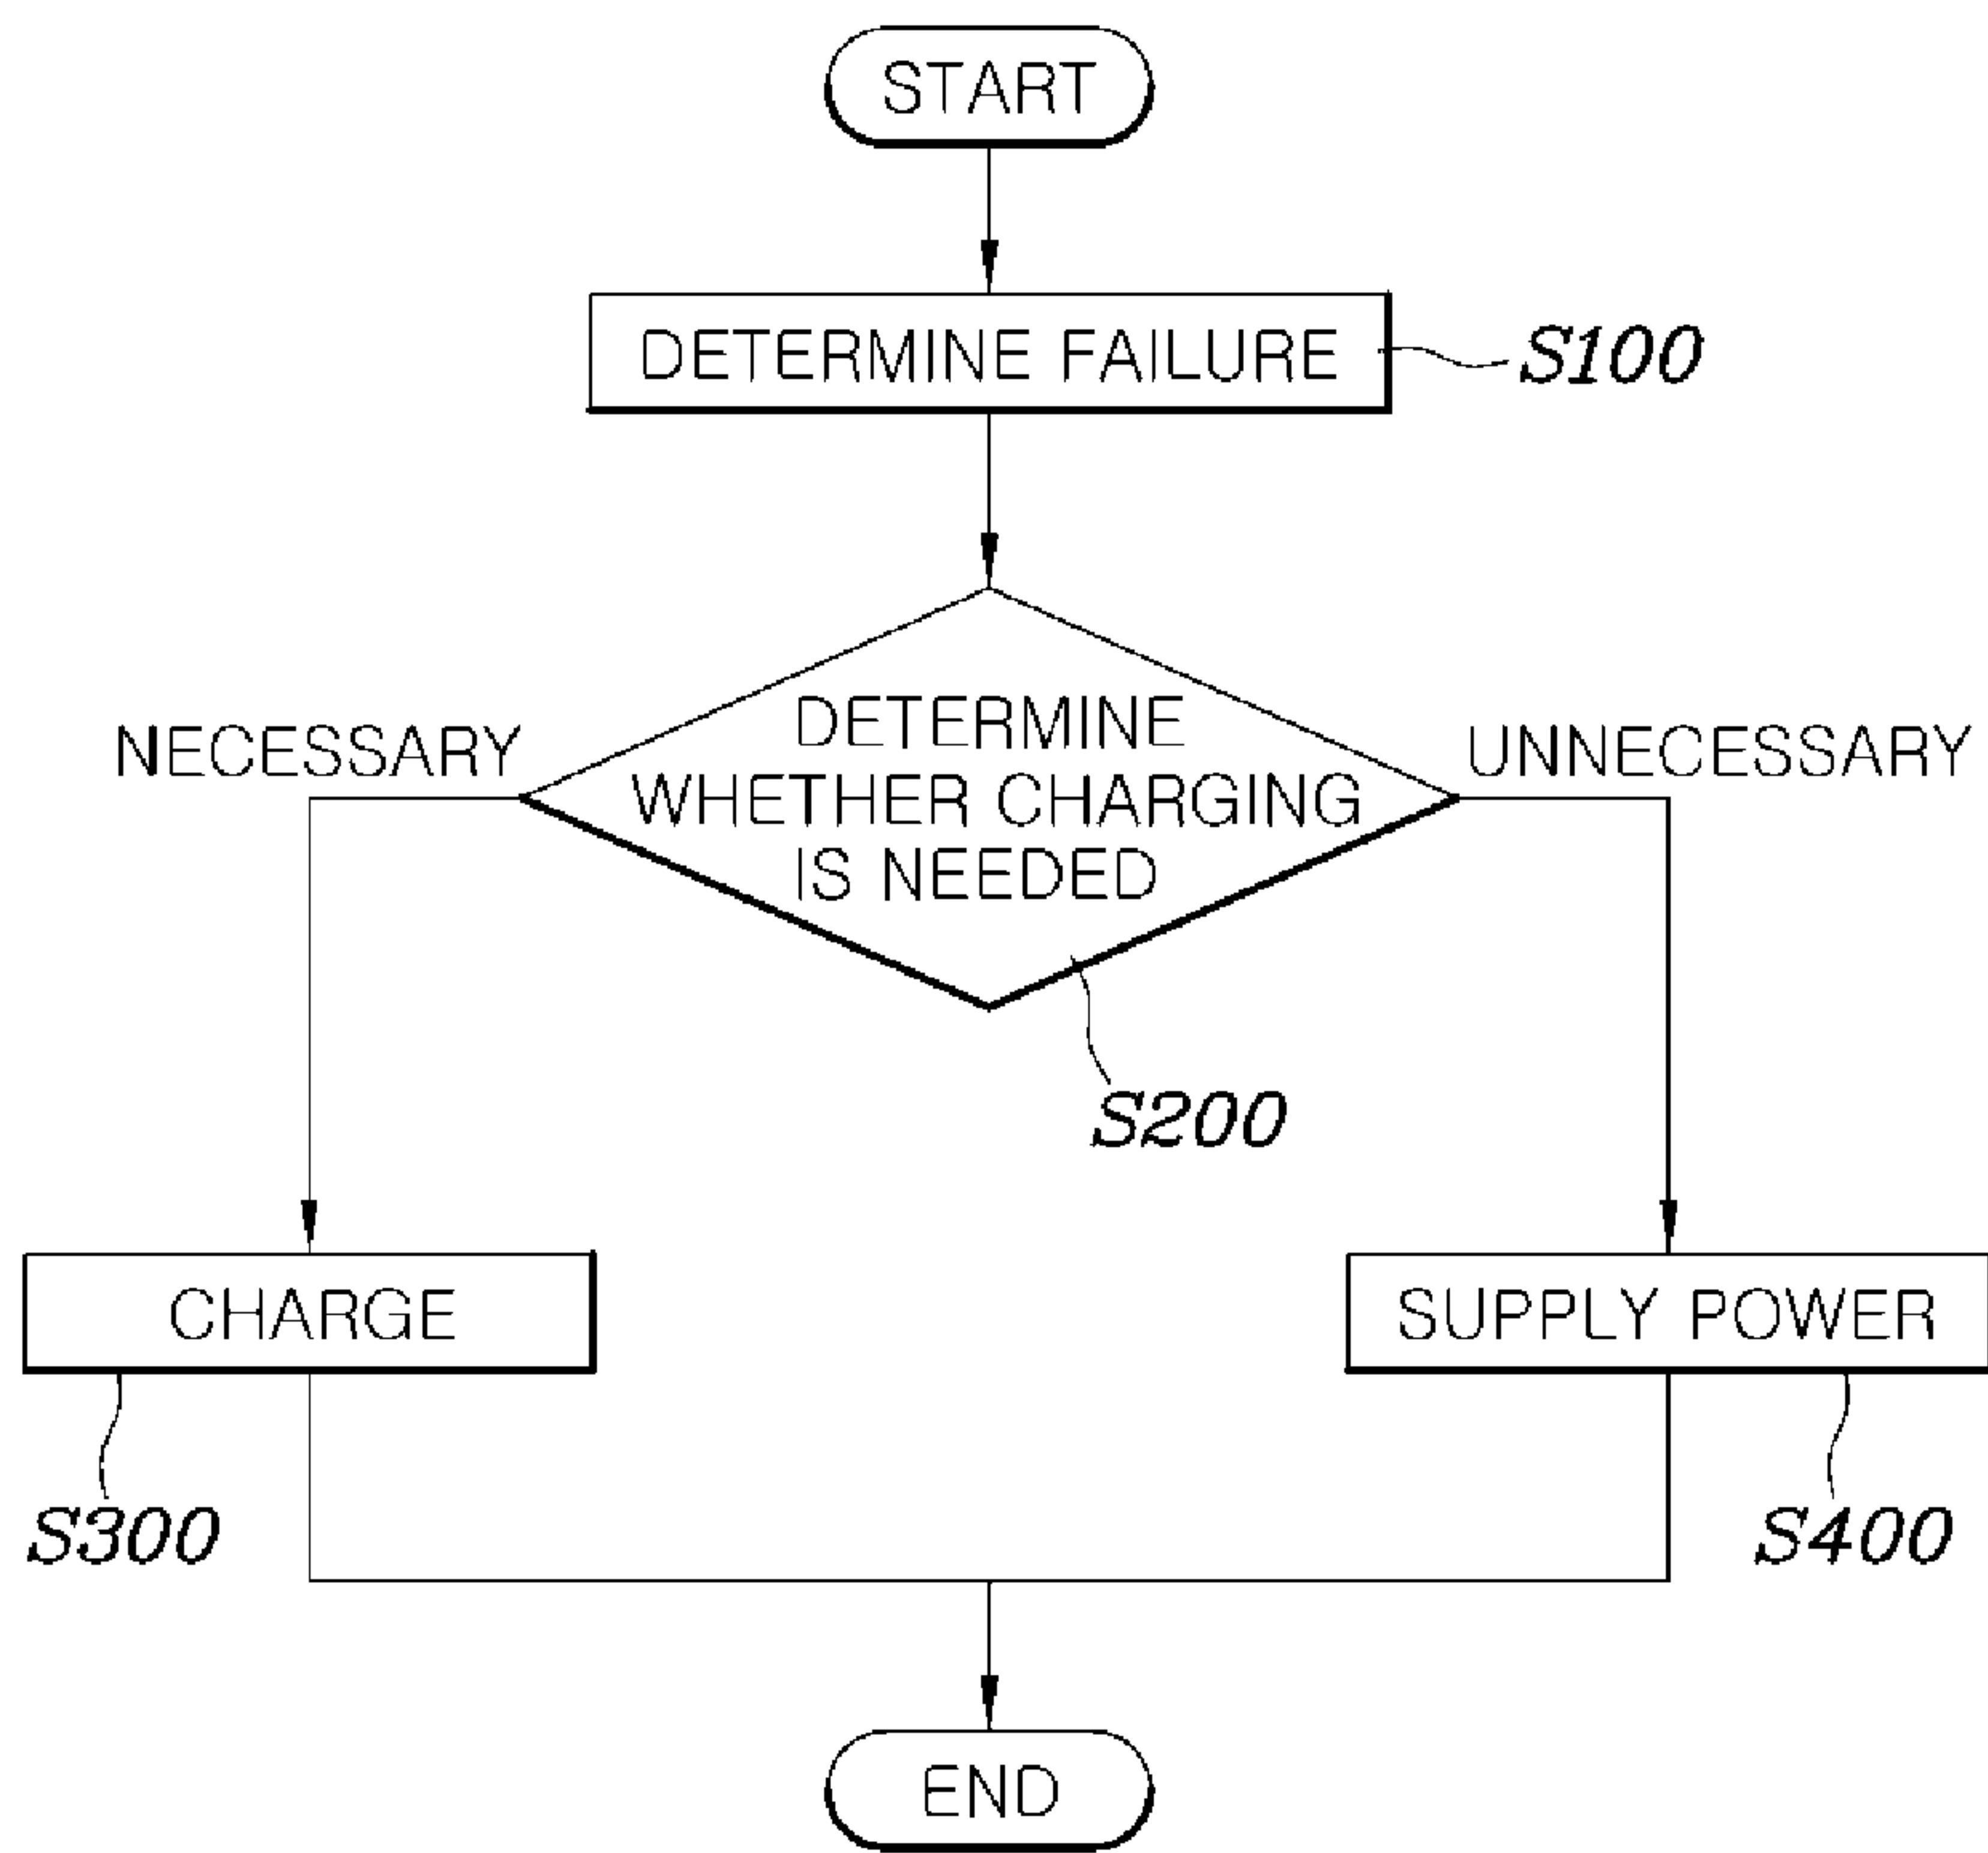 START
DETERMINE FAILURE
S100
DETERMINE
WHETHER CHARGING
IS NEEDED
NECESSARY
UNNECESSARY
S200
CHARGE
SUPPLY POWER
S300
S400
END